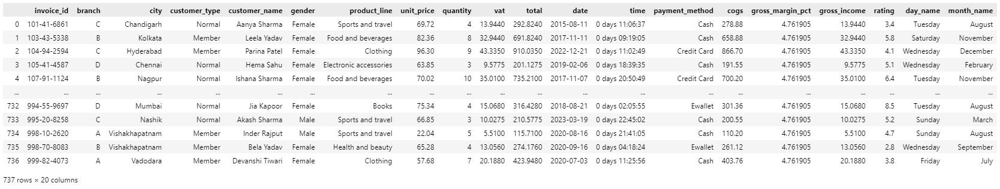 invoice_id branch city customer_type customer_name gender product_line unit_price quantity vat total date time payment_method cogs gross_margin_pct gross_income rating day_name month_name
0 101-41-6861 C Chandigarh Normal Aanya Sharma Female Sports and travel 69.72 4 13.9440 292.8240 2015-08-11 0 days 11:06:37 Cash 278.88 4.761905 13.9440 3.4 Tuesday August
1 103-43-5338 B Kolkata Member Leela Yadav Female Food and beverages 82.36 8 32.9440 691.8240 2017-11-11 0 days 09:19:05 Cash 658.88 4.761905 32.9440 5.8 Saturday November
2 104-94-2594 C Hyderabad Member Parina Patel Female Clothing 96.30 9 43.3350 910.0350 2022-12-21 0 days 11:02:49 Credit Card 866.70 4.761905 43.3350 4.1 Wednesday December
3 105-41-4587 D Chennai Normal Hema Sahu Female Electronic accessories 63.85 3 9.5775 201.1275 2019-02-06 0 days 18:39:35 Cash 191.55 4.761905 9.5775 5.1 Wednesday February
4 107-91-1124 B Nagpur Normal Ishana Sharma Female Food and beverages 70.02 10 35.0100 735.2100 2017-11-07 0 days 20:50:49 Credit Card 700.20 4.761905 35.0100 6.4 Tuesday November
... ... ... ... ... ... ... ... ... ... ... ... ... ... ... ... ... ... ... ... ...
732 994-55-9697 D Mumbai Normal Jia Kapoor Female Books 75.34 4 15.0680 316.4280 2018-08-21 0 days 02:05:55 Ewallet 301.36 4.761905 15.0680 8.5 Tuesday August
733 995-20-8258 C Nashik Normal Akash Sharma Male Sports and travel 66.85 3 10.0275 210.5775 2023-03-19 0 days 22:45:02 Cash 200.55 4.761905 10.0275 5.2 Sunday March
734 998-10-2620 A Vishakhapatnam Member Inder Rajput Male Sports and travel 22.04 5 5.5100 115.7100 2020-08-16 0 days 21:41:05 Cash 110.20 4.761905 5.5100 4.7 Sunday August
735 998-70-8083 B Vishakhapatnam Member Bela Yadav Female Health and beauty 65.28 4 13.0560 274.1760 2020-09-16 0 days 04:18:24 Ewallet 261.12 4.761905 13.0560 2.8 Wednesday September
736 999-82-4073 A Vadodara Member Devanshi Tiwari Female Clothing 57.68 7 20.1880 423.9480 2020-07-03 0 days 11:25:56 Cash 403.76 4.761905 20.1880 3.8 Friday July
737 rows × 20 columns